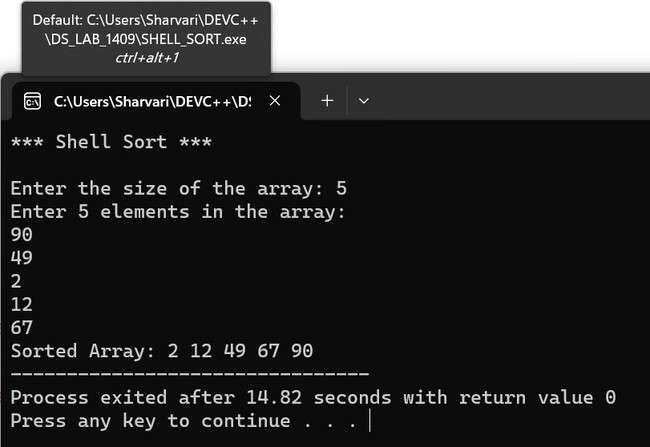 Default: C:\Users\Sharvari\DEVC++
\DS_LAB_1409\SHELL_SORT.exe
ctrl+alt+1
C:\Users\Sharvari\DEVC++\D
*** Shell Sort ***
Enter the size of the array: 5
Enter 5 elements in the array:
90
49
2
12
67
Sorted Array: 2 12 49 67 90
--------------------------------
Process exited after 14.82 seconds with return value 0
Press any key to continue . . .